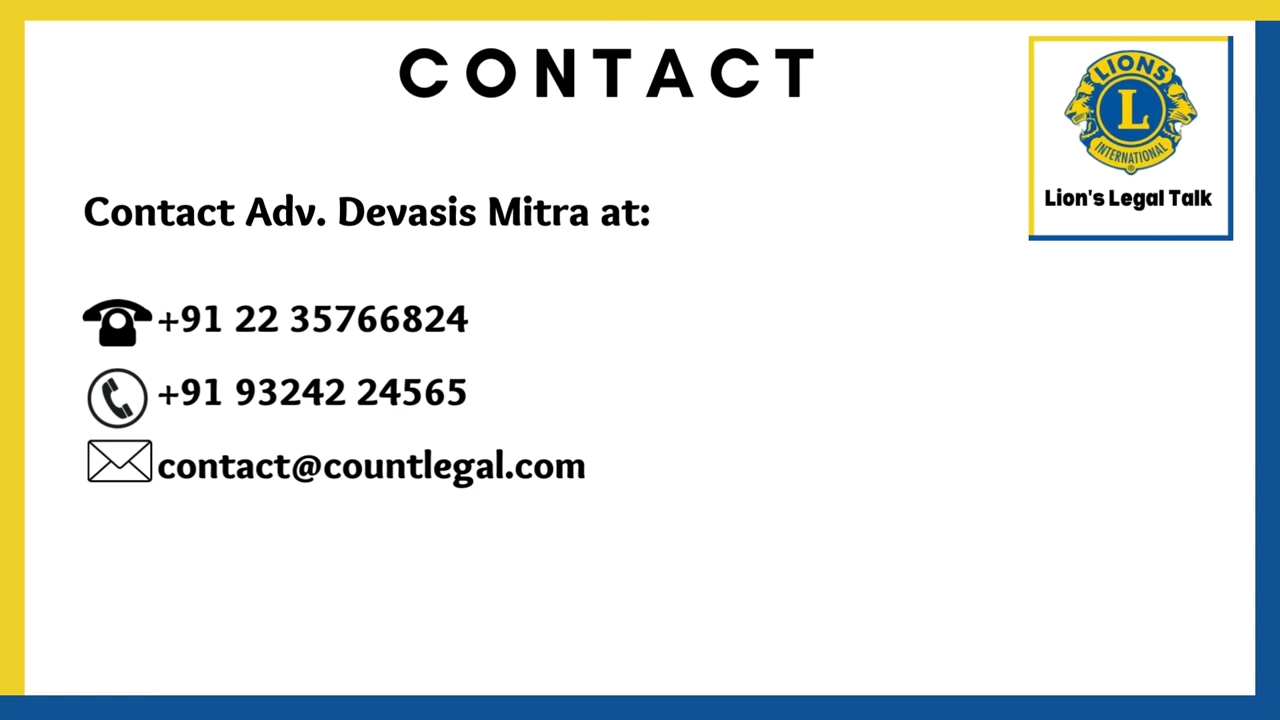 CONTACT
LIONS
L
INTERNATIONAL
®
Lion's Legal Talk
Contact Adv. Devasis Mitra at:
+91 22 35766824
+91 93242 24565
contact@countlegal.com